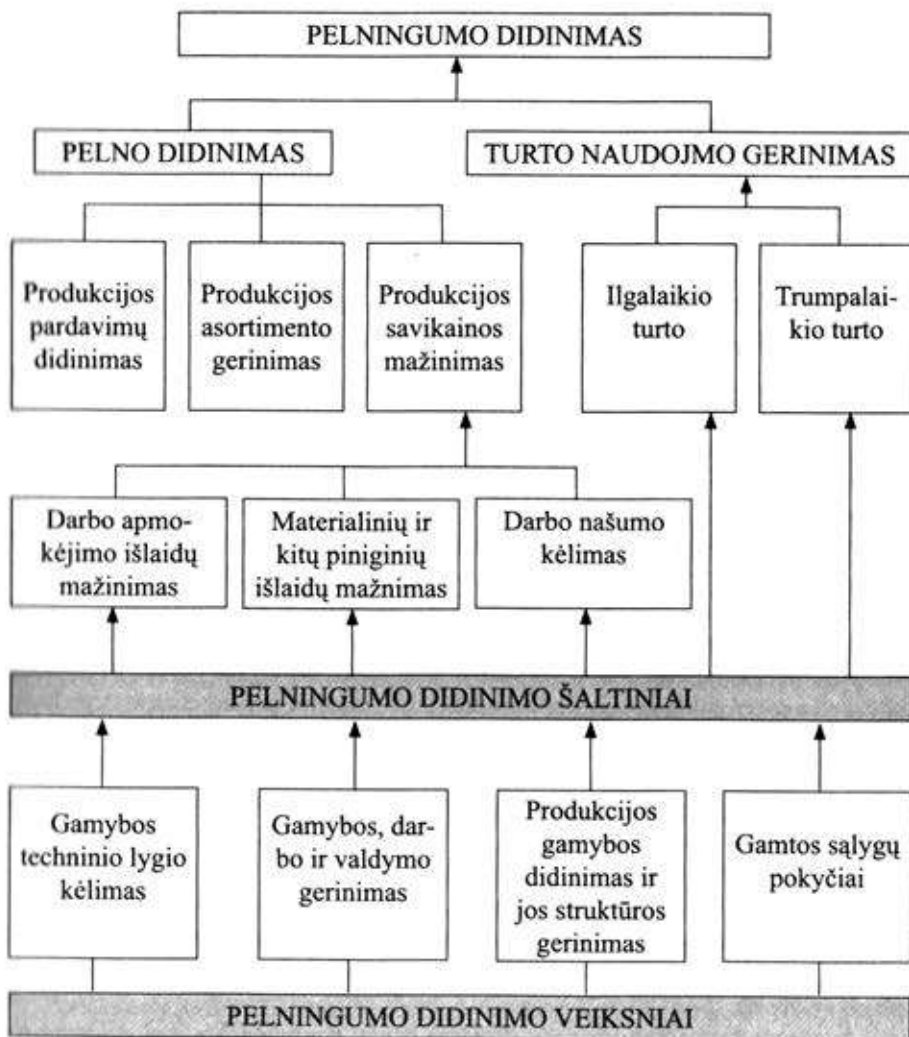 PELNINGUMO DIDINIMAS
PELNO DIDINIMAS
TURTO NAUDOJMO GERINIMAS
Produkcijos
pardavimų
didinimas
Produkcijos
asortimento
gerinimas
Produkcijos
savikainos
mažinimas
Ilgalaikio
turto
Trumpalai-
kio turto
Darbo apmo-
kėjimo išlaidų
mažinimas
Materialinių ir
kitų piniginių
išlaidų mažnimas
Darbo našumo
kėlimas
PELNINGUMO DIDINIMO ŠALTINIAI
Gamybos
techninio lygio
kėlimas
Gamybos, dar-
bo ir valdymo
gerinimas
Produkcijos
gamybos
didinimas ir
jos struktūros
gerinimas
Gamtos sąlygų
pokyčiai
PELNINGUMO DIDINIMO VEIKSNIAI